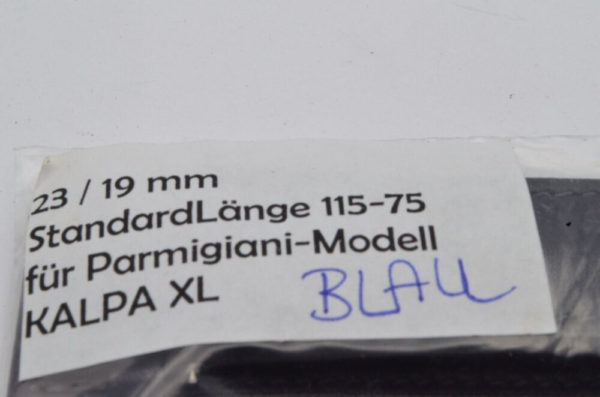 23 / 19 mm
StandardLänge 115-75
für Parmigiani-Modell
KALPA XL BLAU